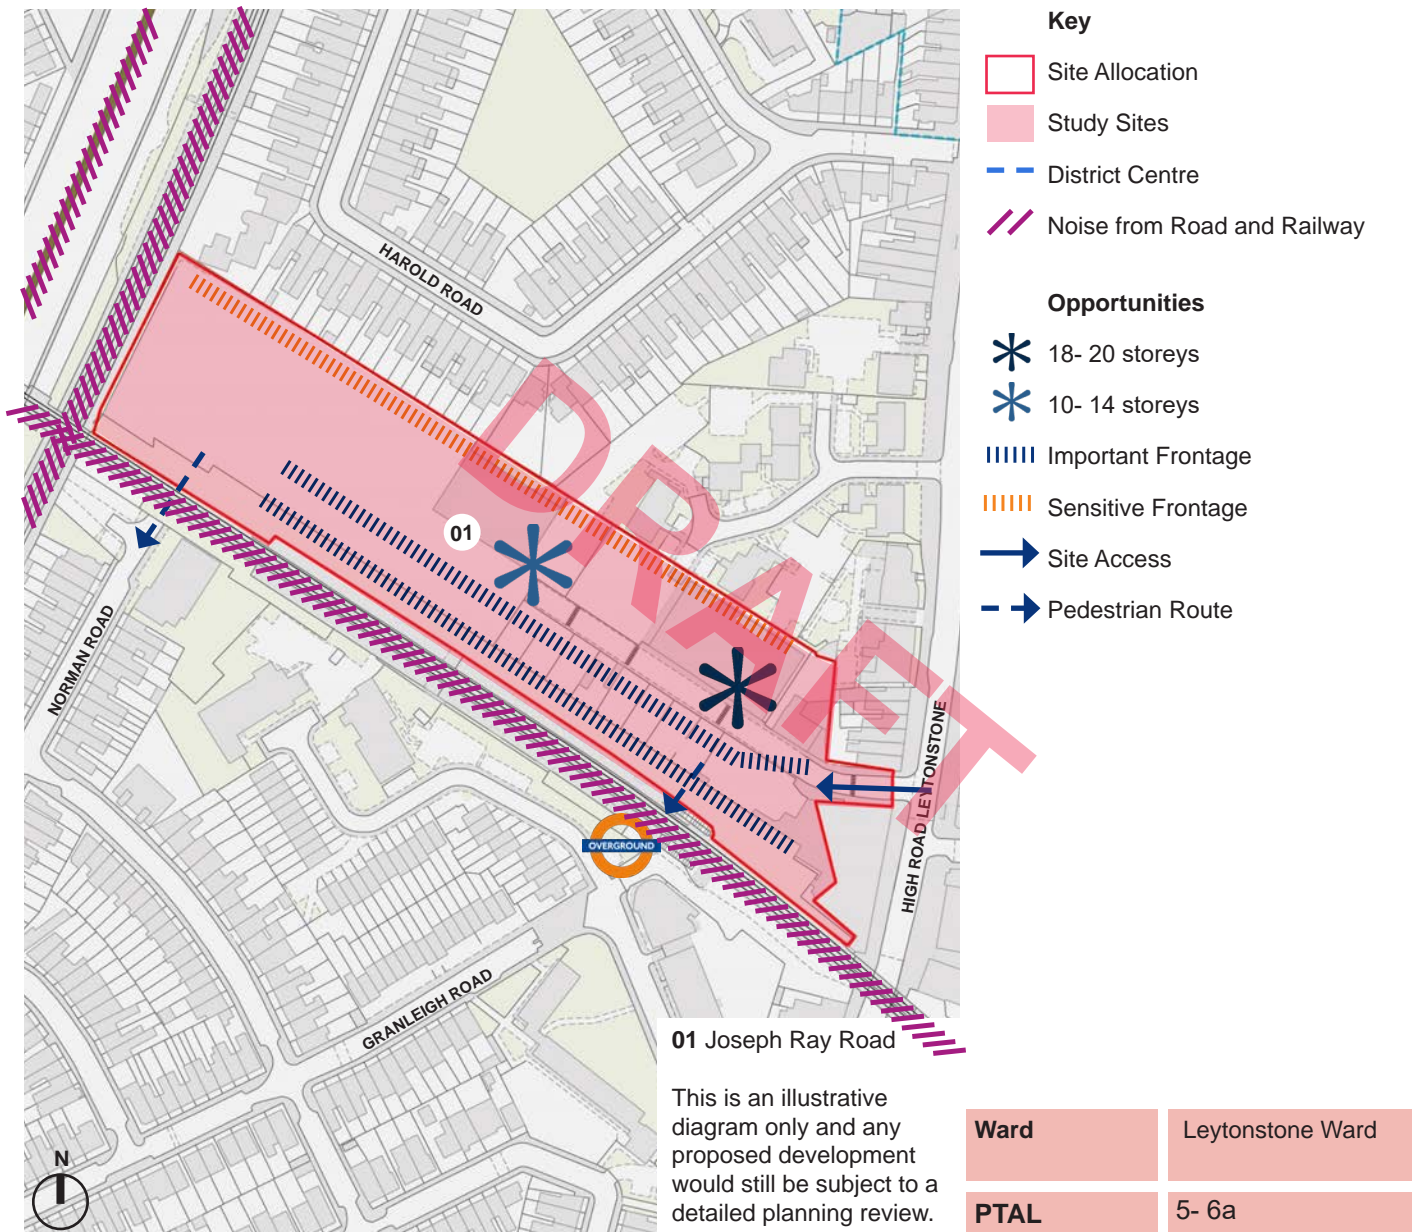 Key
Site Allocation
Study Sites
District Centre
Noise from Road and Railway
Opportunities
18- 20 storeys
10- 14 storeys
Important Frontage
Sensitive Frontage
Site Access
Pedestrian Route
HAROLD ROAD
01
DRAFT
NORMAN ROAD
HIGH ROAD LEYTONSTONE
OVERGROUND
GRANLEIGH ROAD
N
01 Joseph Ray Road
This is an illustrative
diagram only and any
proposed development
would still be subject to a
detailed planning review.
Ward Leytonstone Ward
PTAL 5- 6a